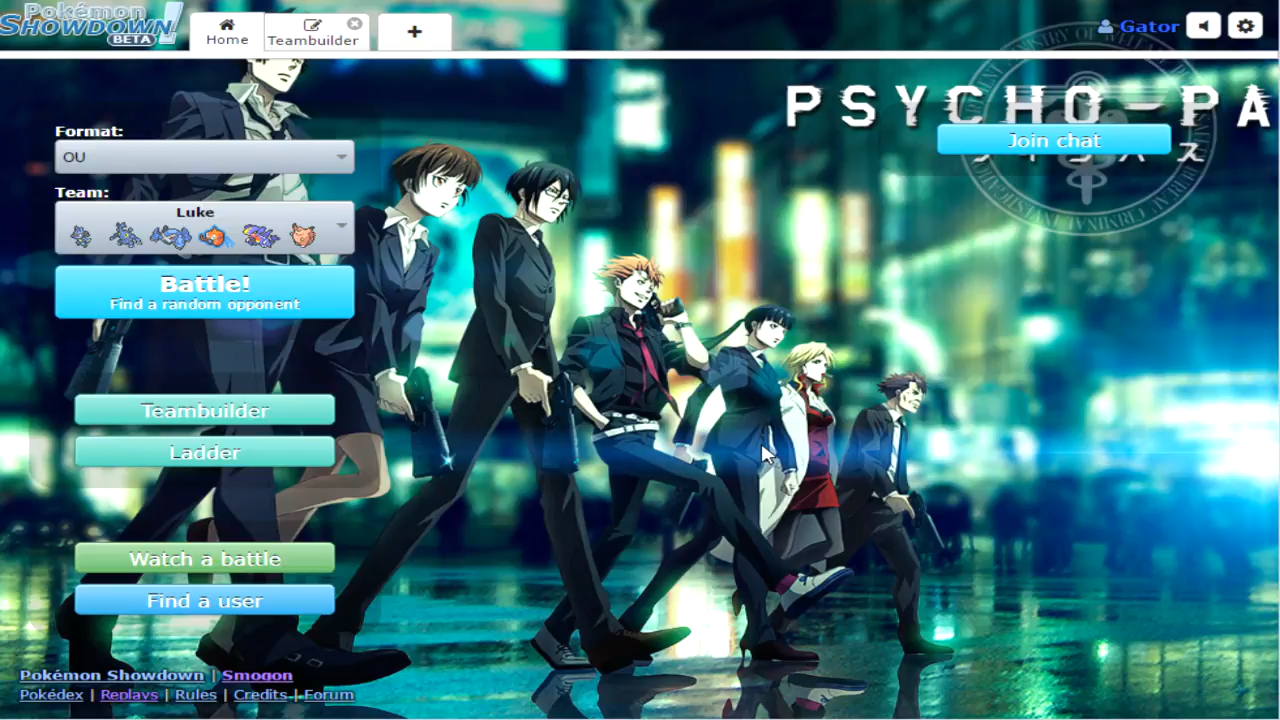 Pokémon
SHOWDOWN!
BETA
Home
Teambuilder
+
Gator
PSYCHO-PA
Format:
OU
Join chat
Team:
Luke
Battle!
Find a random opponent
Teambuilder
Ladder
Watch a battle
Find a user
Pokémon Showdown | Smogon
Pokédex | Replays | Rules | Credits | Forum